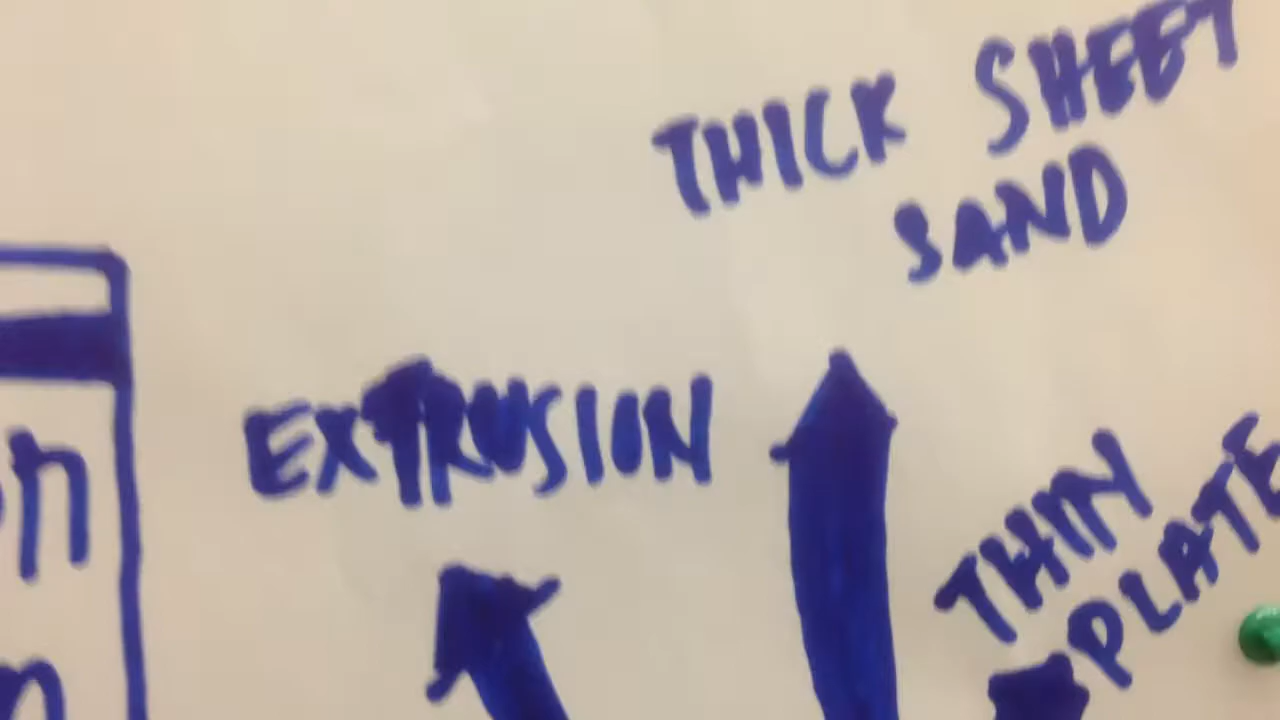 THICK SHEET
SAND
EXTRUSION
THIN
PLATE
n
n